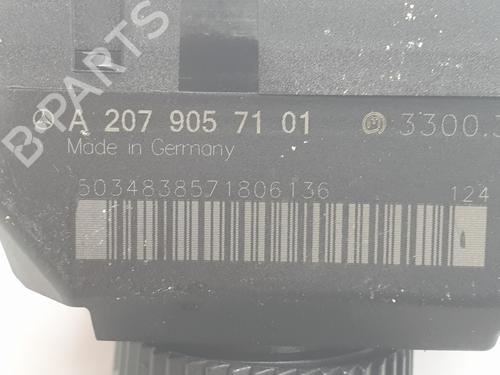 B-PARTS
A 207 905 71 01
3300.
Made in Germany
5034838571806136
124